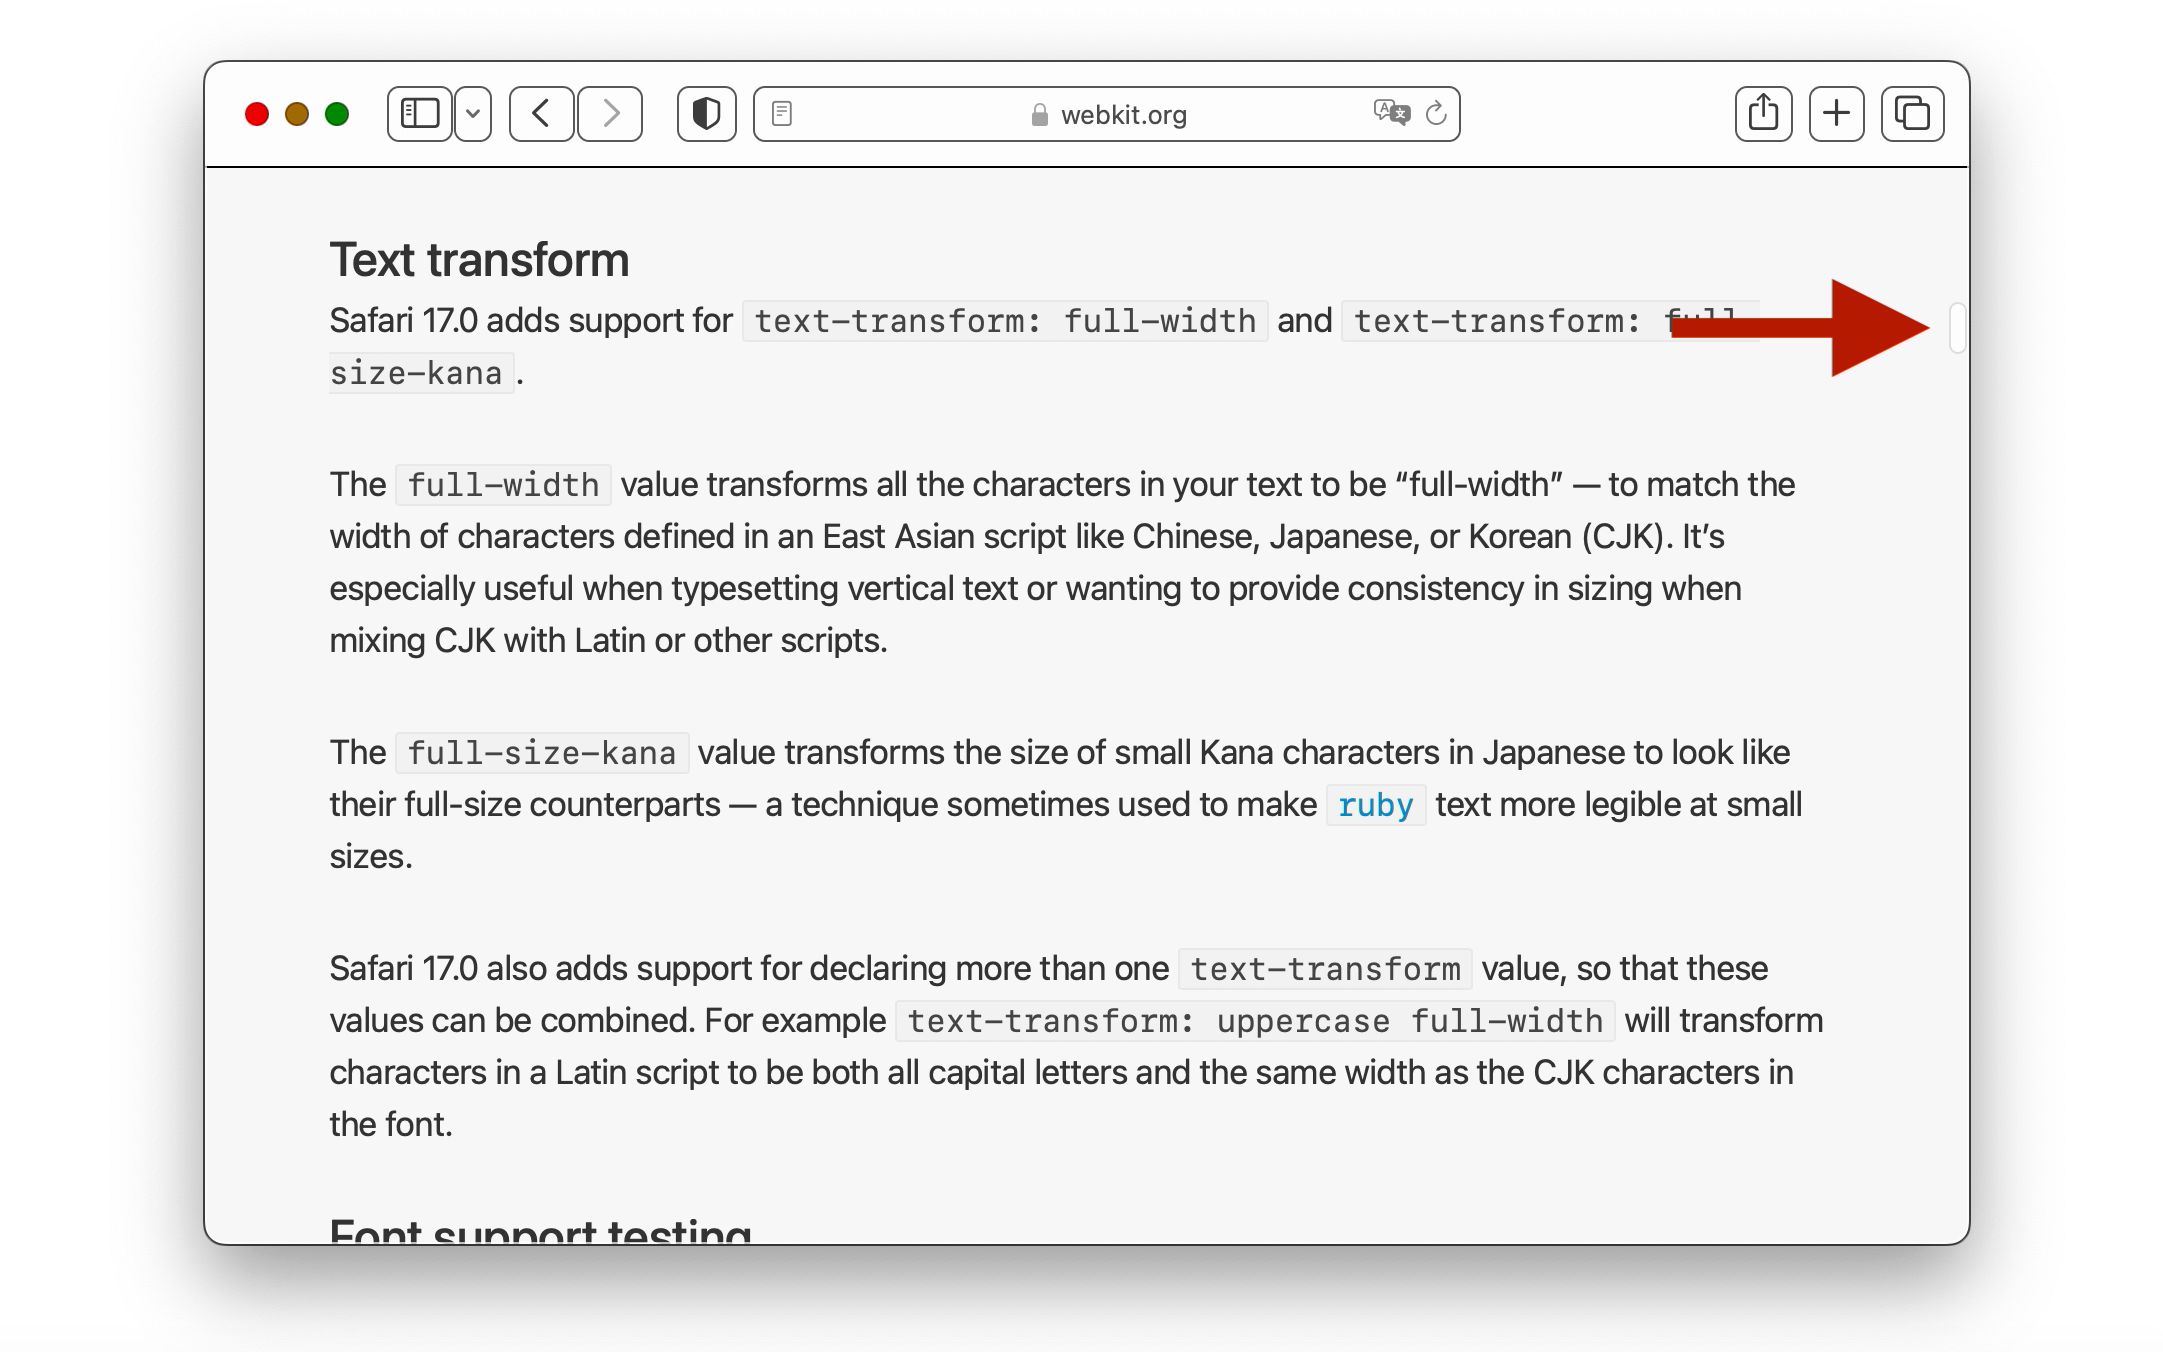 webkit.org
Text transform
Safari 17.0 adds support for text-transform: full-width and text-transform: full-
size-kana.
The full-width value transforms all the characters in your text to be “full-width” — to match the
width of characters defined in an East Asian script like Chinese, Japanese, or Korean (CJK). It’s
especially useful when typesetting vertical text or wanting to provide consistency in sizing when
mixing CJK with Latin or other scripts.
The full-size-kana value transforms the size of small Kana characters in Japanese to look like
their full-size counterparts — a technique sometimes used to make ruby text more legible at small
sizes.
Safari 17.0 also adds support for declaring more than one text-transform value, so that these
values can be combined. For example text-transform: uppercase full-width will transform
characters in a Latin script to be both all capital letters and the same width as the CJK characters in
the font.
Font support testing